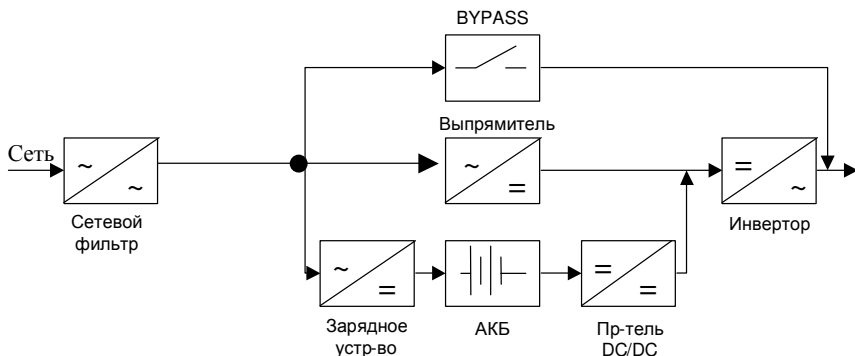 BYPASS
Выпрямитель
Сеть
~
~
~
=
=
~
Сетевой
фильтр
Инвертор
~
=
=
=
Зарядное
устр-во
АКБ
Пр-тель
DC/DC